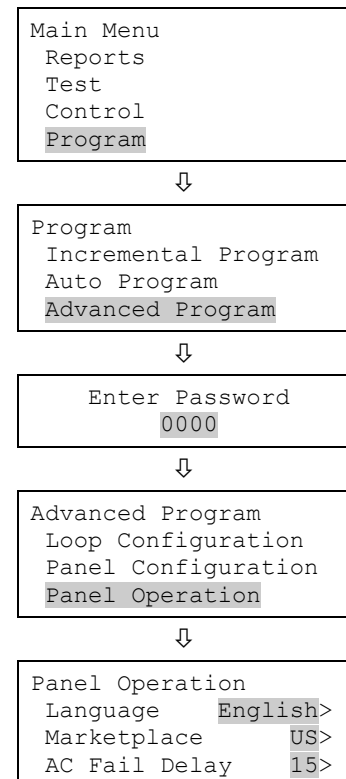 Main Menu
Reports
Test
Control
Program
⇩
Program
Incremental Program
Auto Program
Advanced Program
⇩
Enter Password
0000
⇩
Advanced Program
Loop Configuration
Panel Configuration
Panel Operation
⇩
Panel Operation
Language English>
Marketplace US>
AC Fail Delay 15>